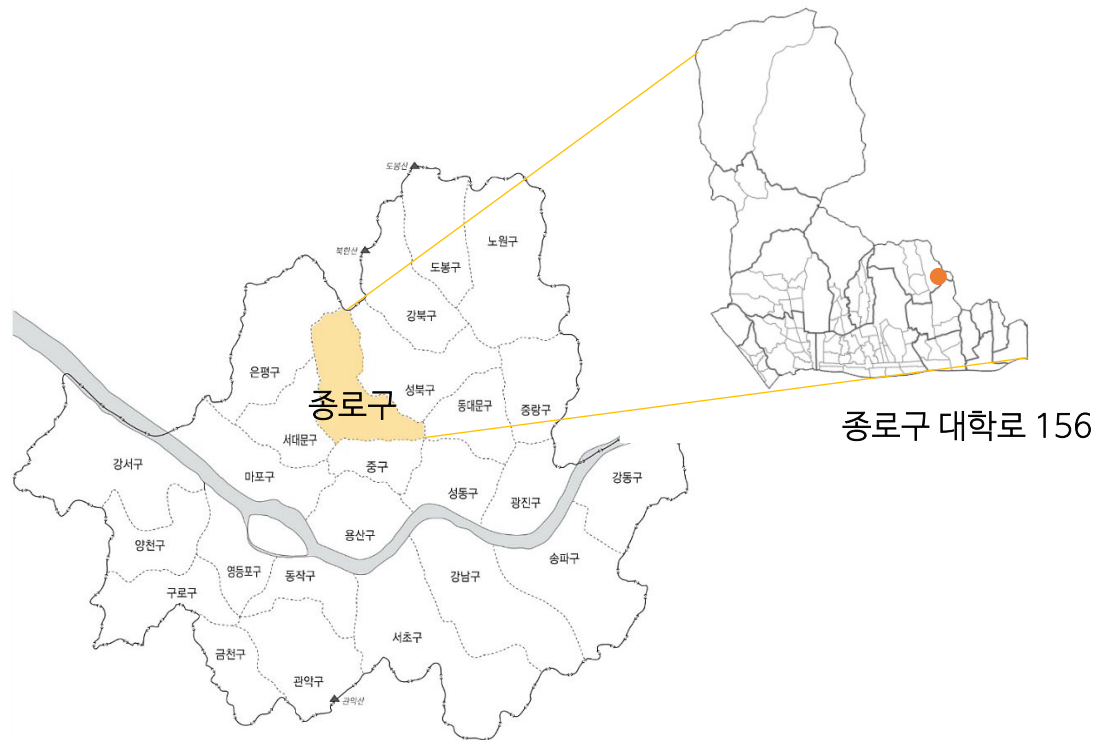 도봉산
북한산
노원구
도봉구
강북구
은평구
성북구
종로구
동대문구
중랑구
서대문구
종로구 대학로 156
강서구
마포구
중구
강동구
성동구
광진구
용산구
양천구
송파구
영등포구
동작구
강남구
구로구
서초구
금천구
관악구
관악산